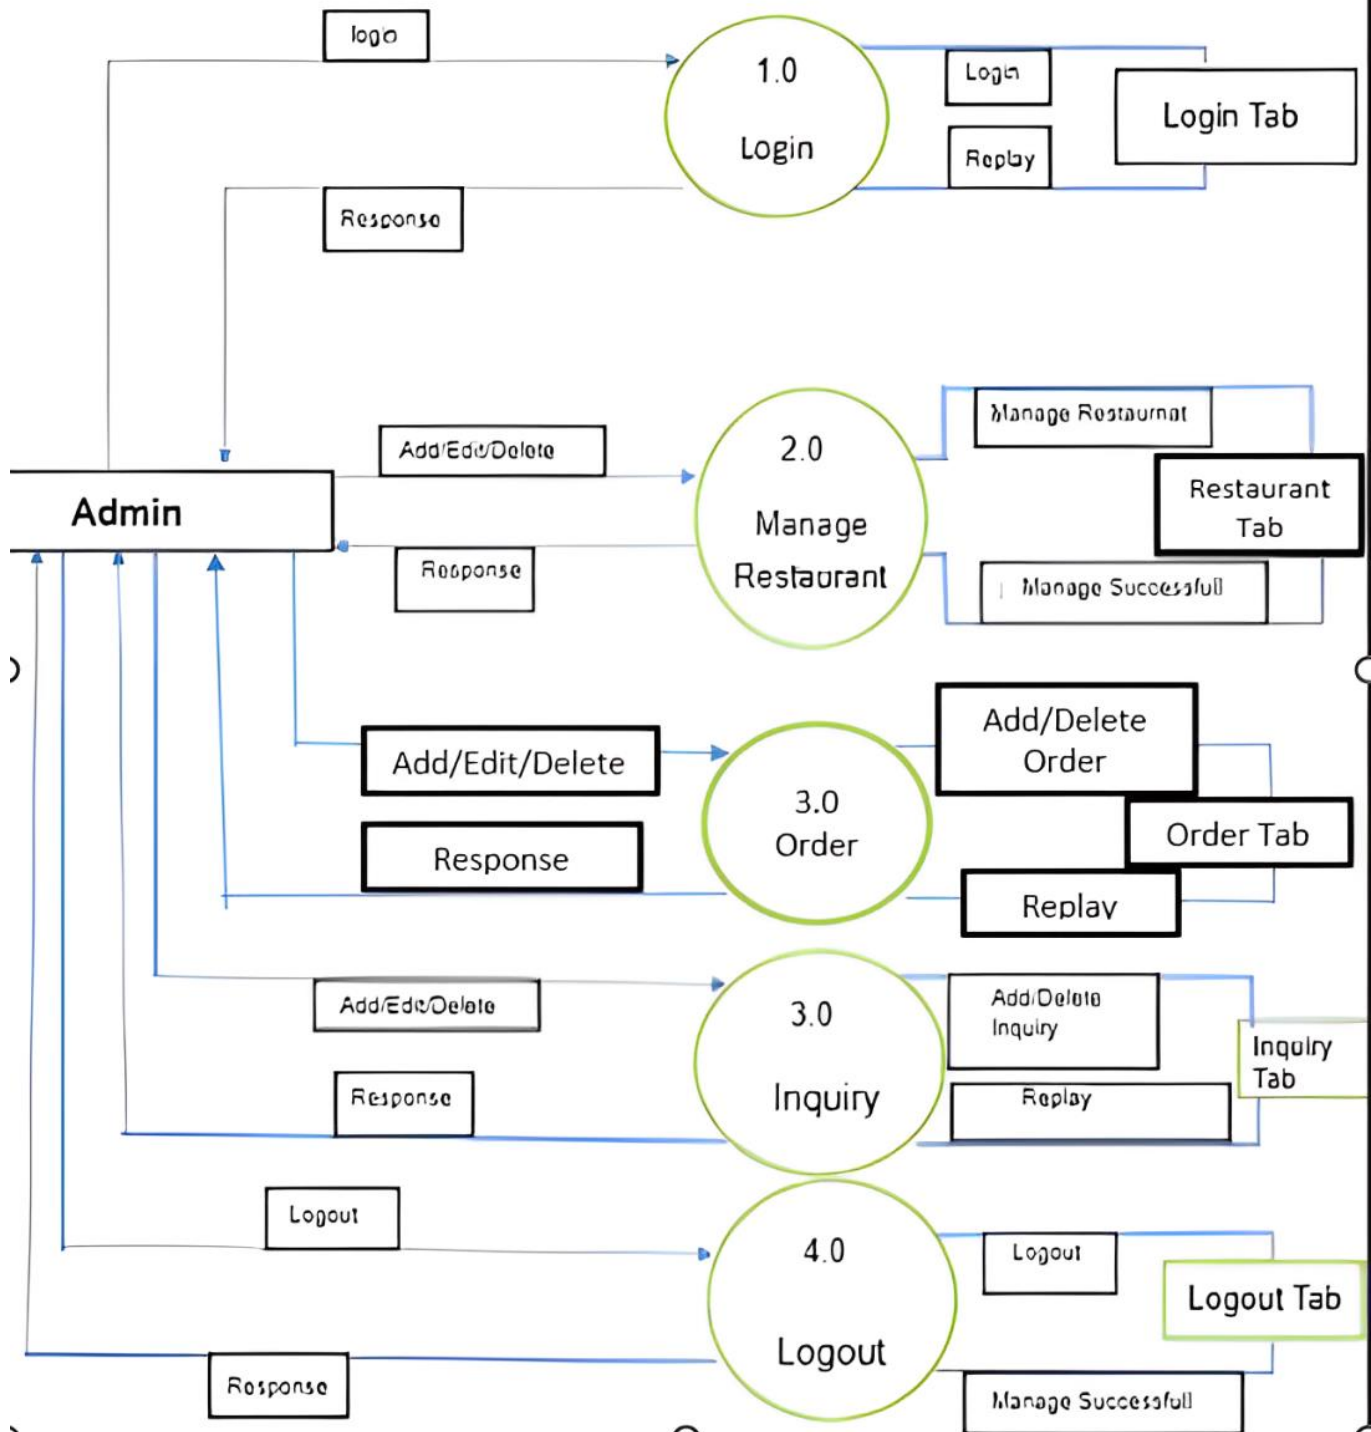 login
1.0
Login
Login
Replay
Login Tab
Response
Add/Edit/Delete
2.0
Manage
Restaurant
Manage Restaurnat
Restaurant
Tab
Admin
Response
Manage Successfull
Add/Edit/Delete
3.0
Order
Add/Delete
Order
Order Tab
Response
Replay
Add/Edit/Delete
3.0
Inquiry
Add/Delete
Inquiry
Inquiry
Tab
Response
Replay
Logout
4.0
Logout
Logout
Logout Tab
Response
Manage Successfull